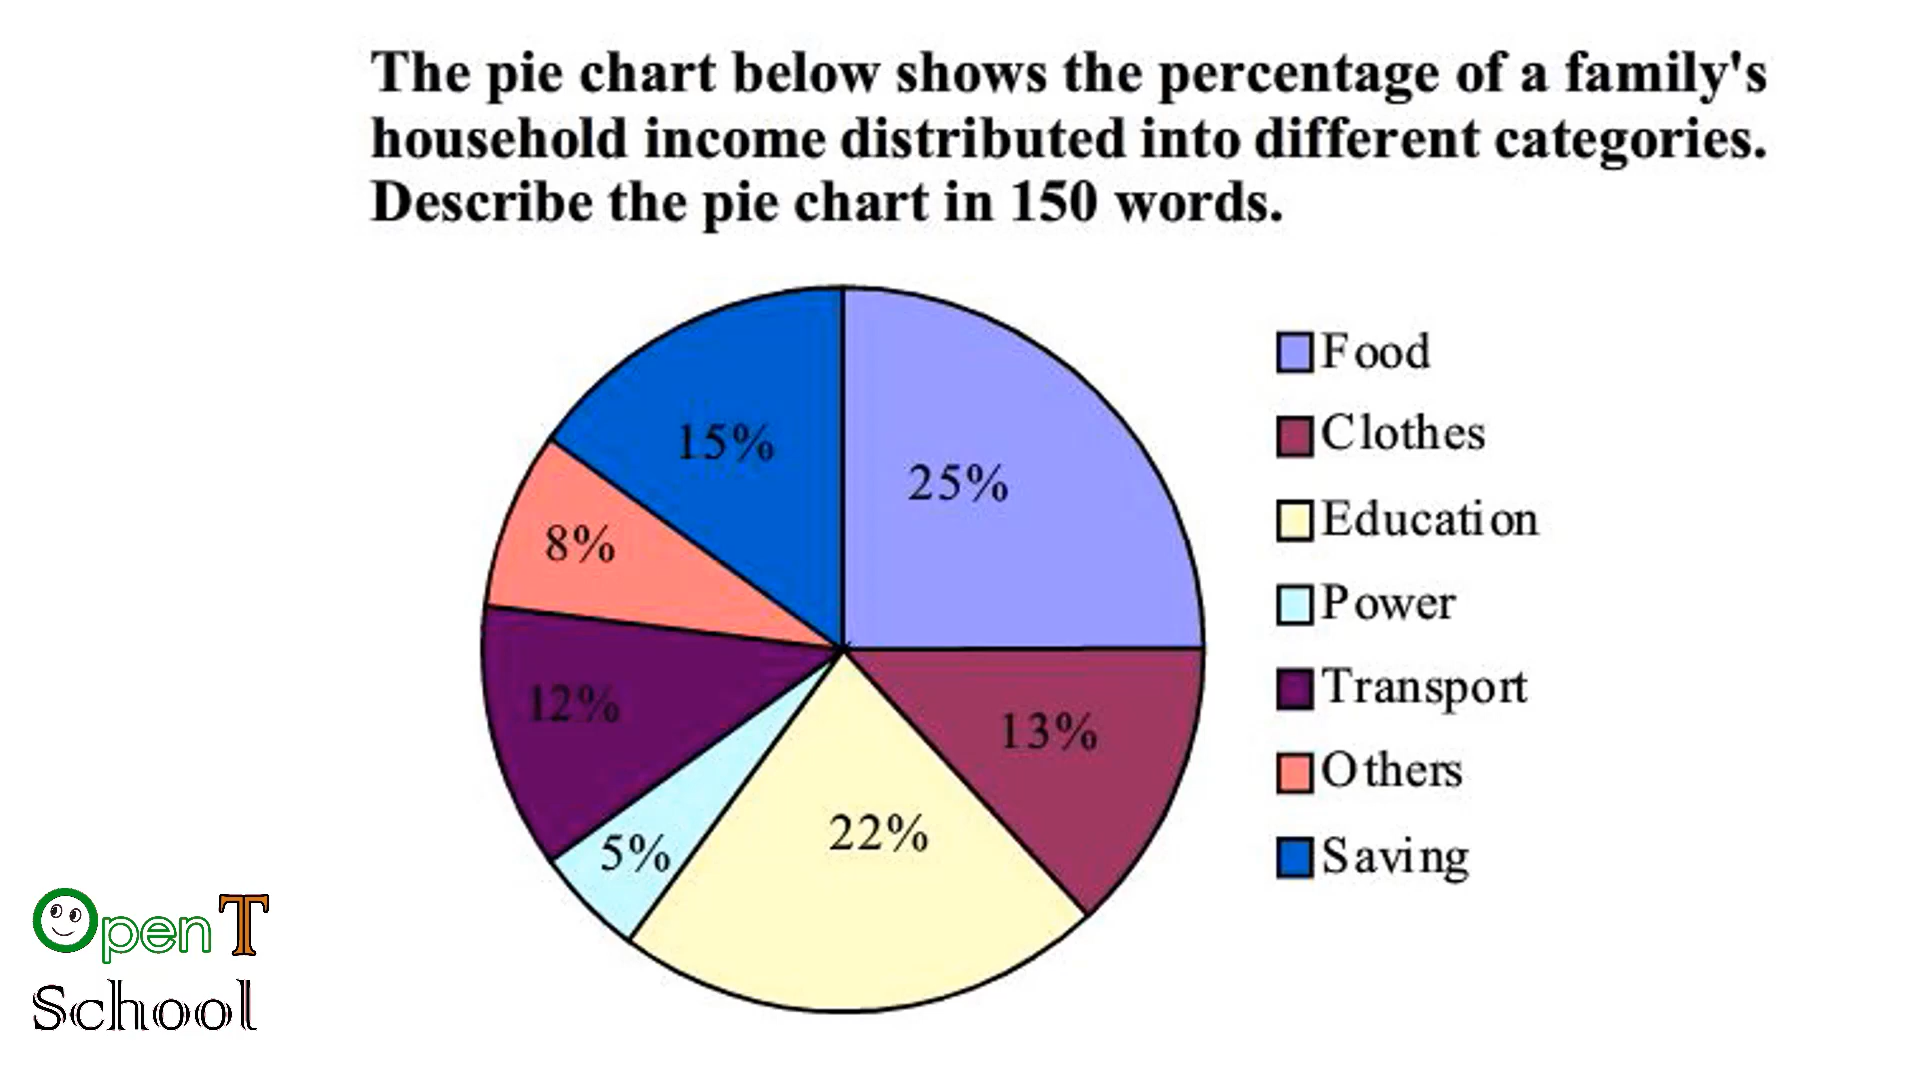 The pie chart below shows the percentage of a family's
household income distributed into different categories.
Describe the pie chart in 150 words.
15%
25%
8%
12%
13%
5%
22%
Food
Clothes
Education
Power
Transport
Others
Saving
Open T
School